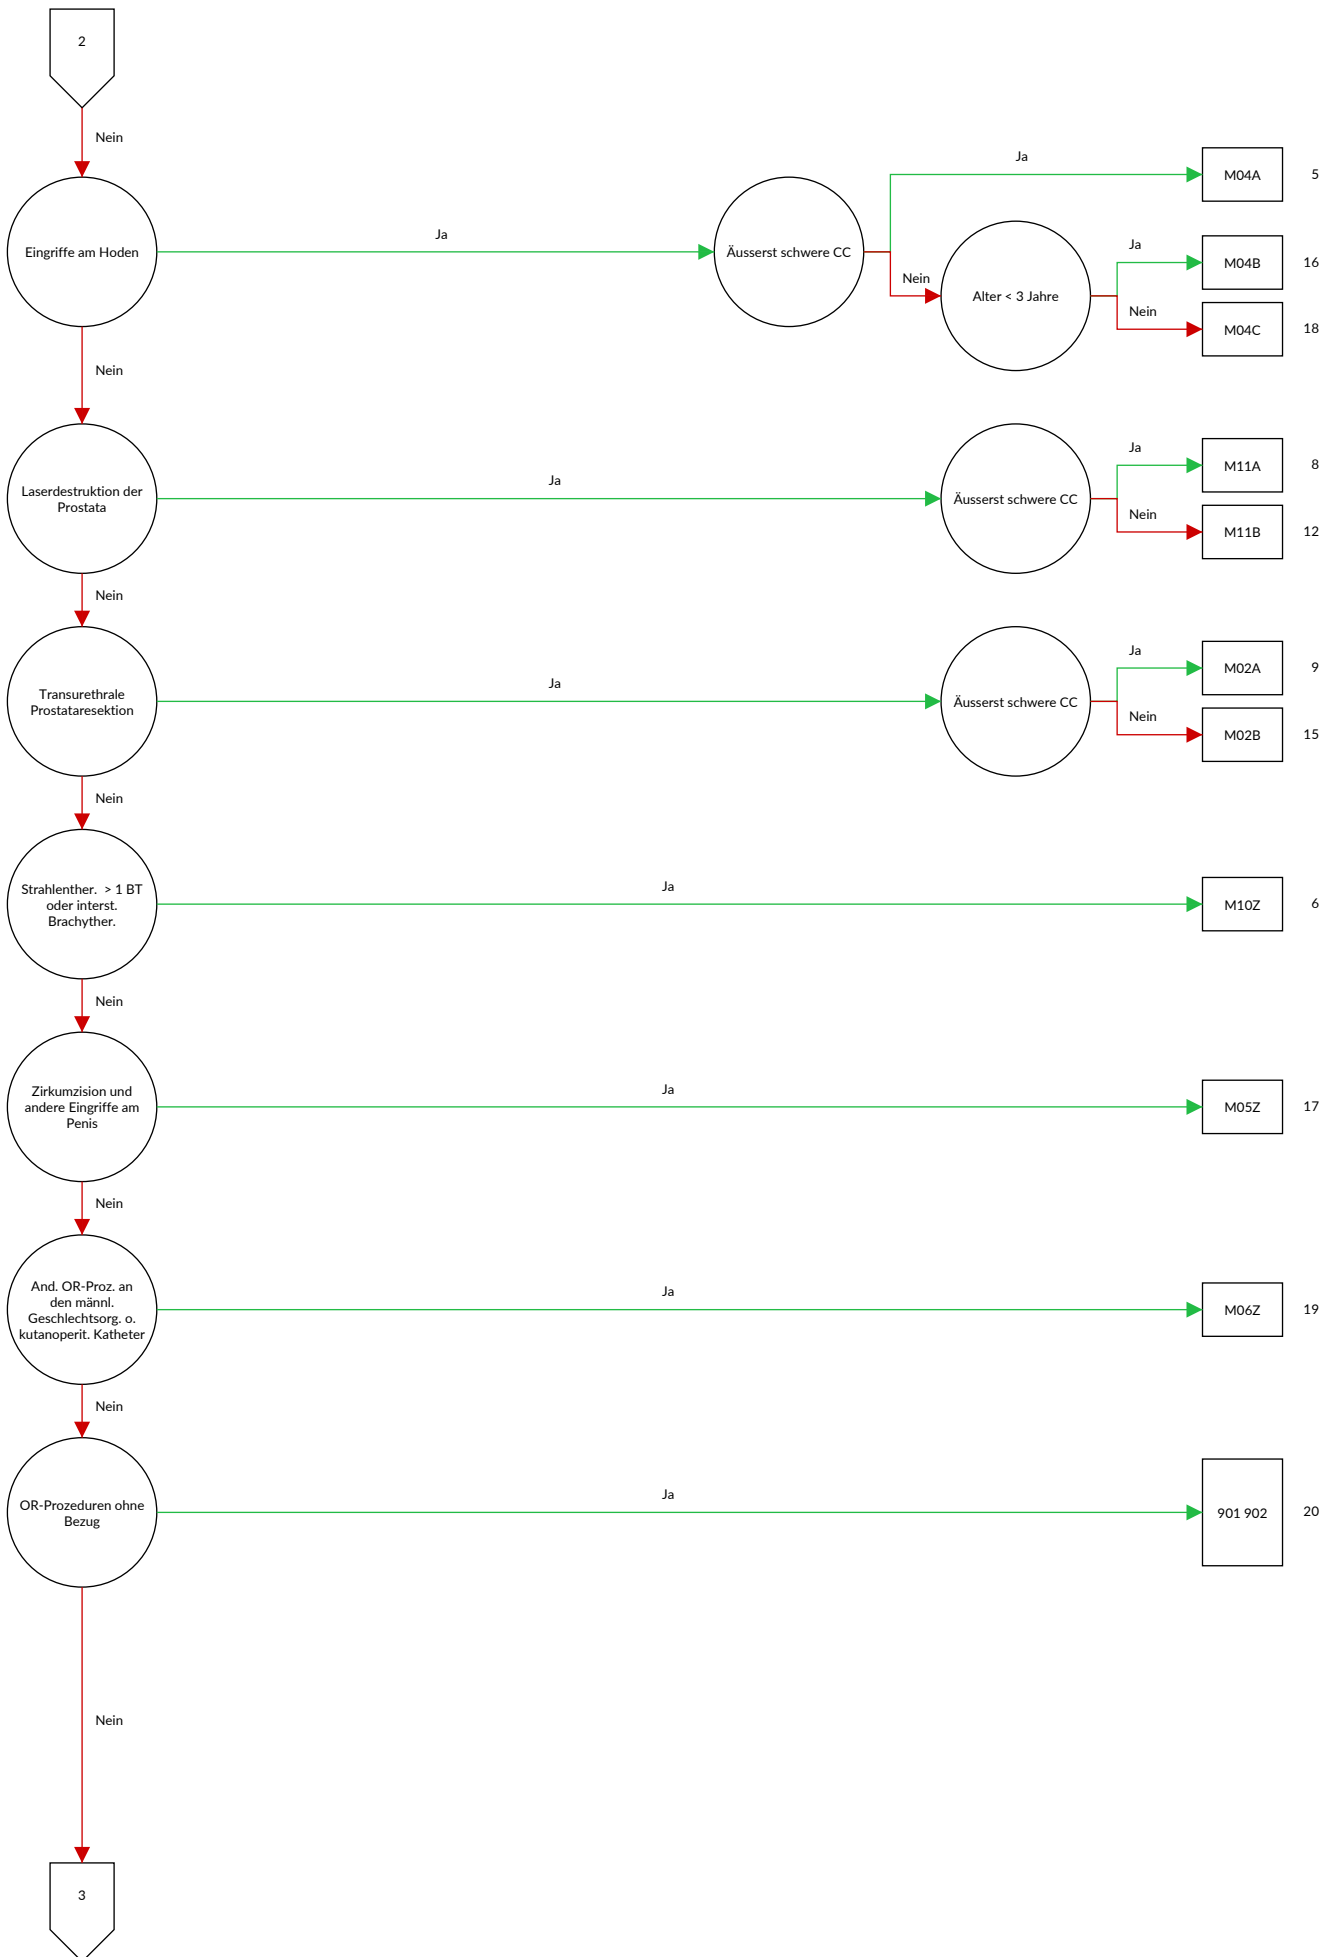 2
Nein
Eingriffe am Hoden
Ja
Äusserst schwere CC
Ja
M04A
5
Nein
Alter < 3 Jahre
Ja
M04B
16
Nein
M04C
18
Nein
Laserdestruktion der
Prostata
Ja
Äusserst schwere CC
Ja
M11A
8
Nein
M11B
12
Nein
Transurethrale
Prostataresektion
Ja
Äusserst schwere CC
Ja
M02A
9
Nein
M02B
15
Nein
Strahlenther. > 1 BT
oder interst.
Brachyther.
Ja
M10Z
6
Nein
Zirkumzision und
andere Eingriffe am
Penis
Ja
M05Z
17
Nein
And. OR-Proz. an
den männl.
Geschlechtsorg. o.
kutanoperit. Katheter
Ja
M06Z
19
Nein
OR-Prozeduren ohne
Bezug
Ja
901 902
20
Nein
3